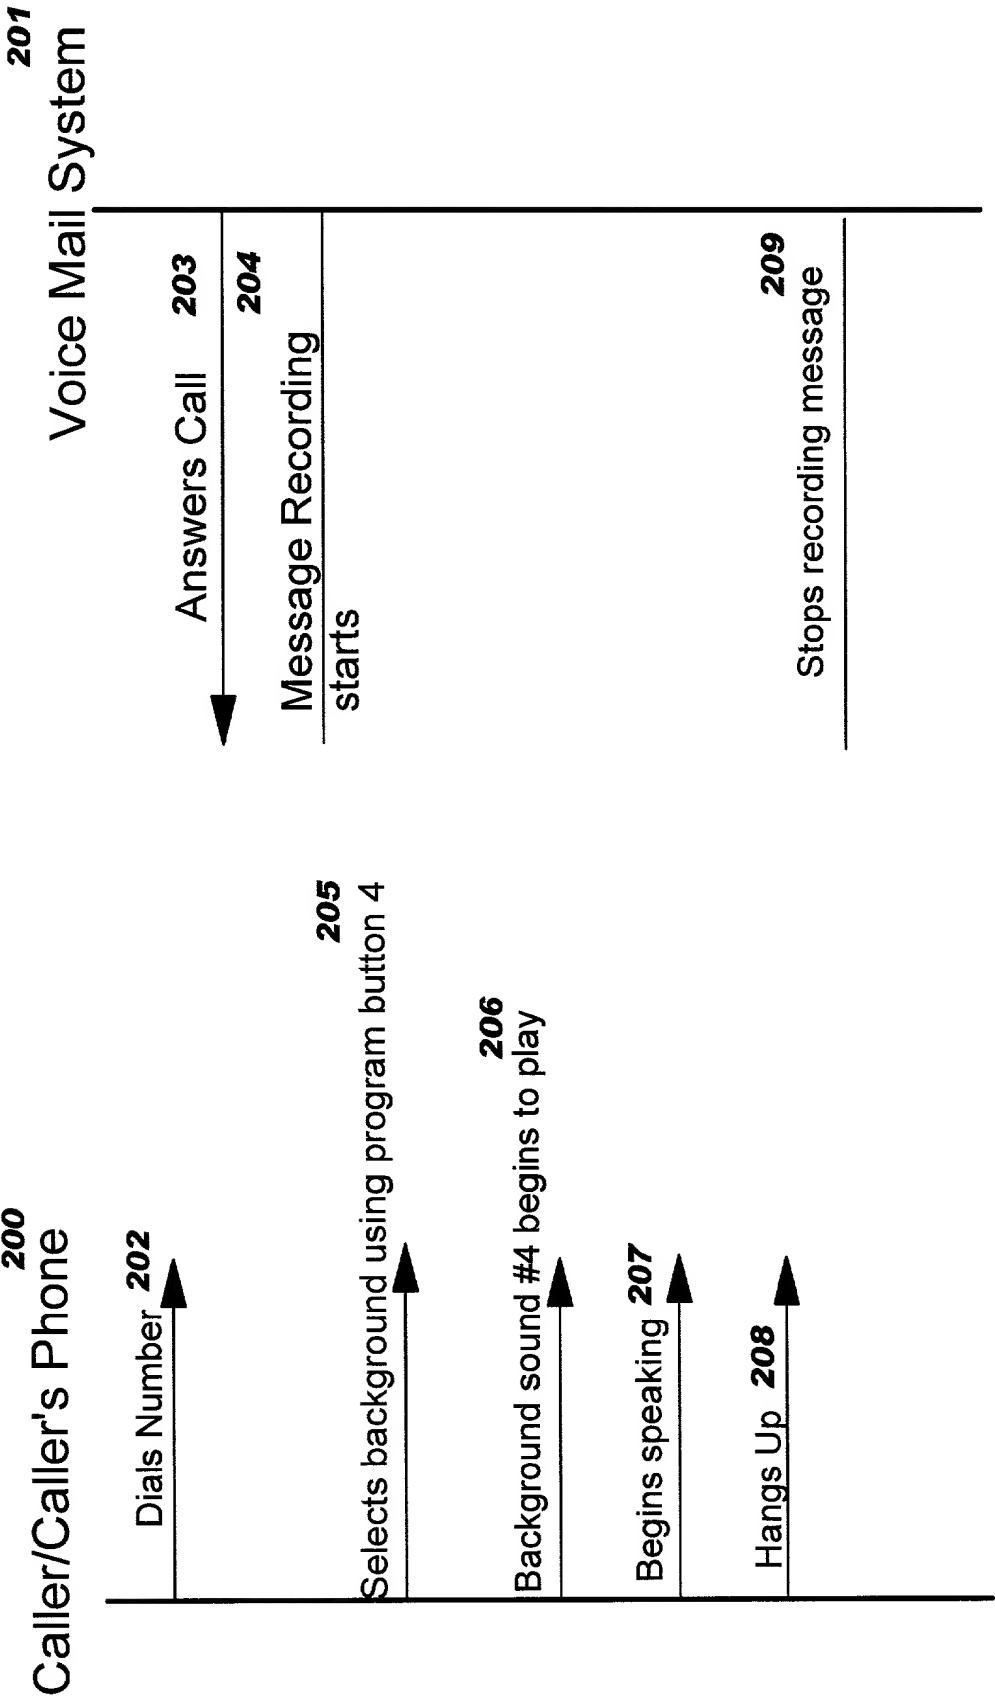 200
Caller/Caller's Phone
201
Voice Mail System
Dials Number 202
Answers Call 203
204
Message Recording
starts
205
Selects background using program button 4
206
Background sound #4 begins to play
Begins speaking 207
Hangs Up 208
209
Stops recording message